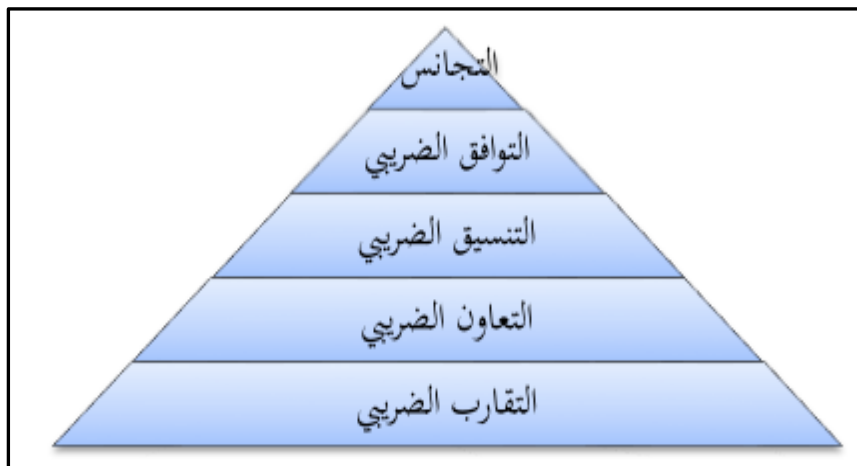 التجانس
التوافق الضريبي
التنسيق الضريبي
التعاون الضريبي
التقارب الضريبي